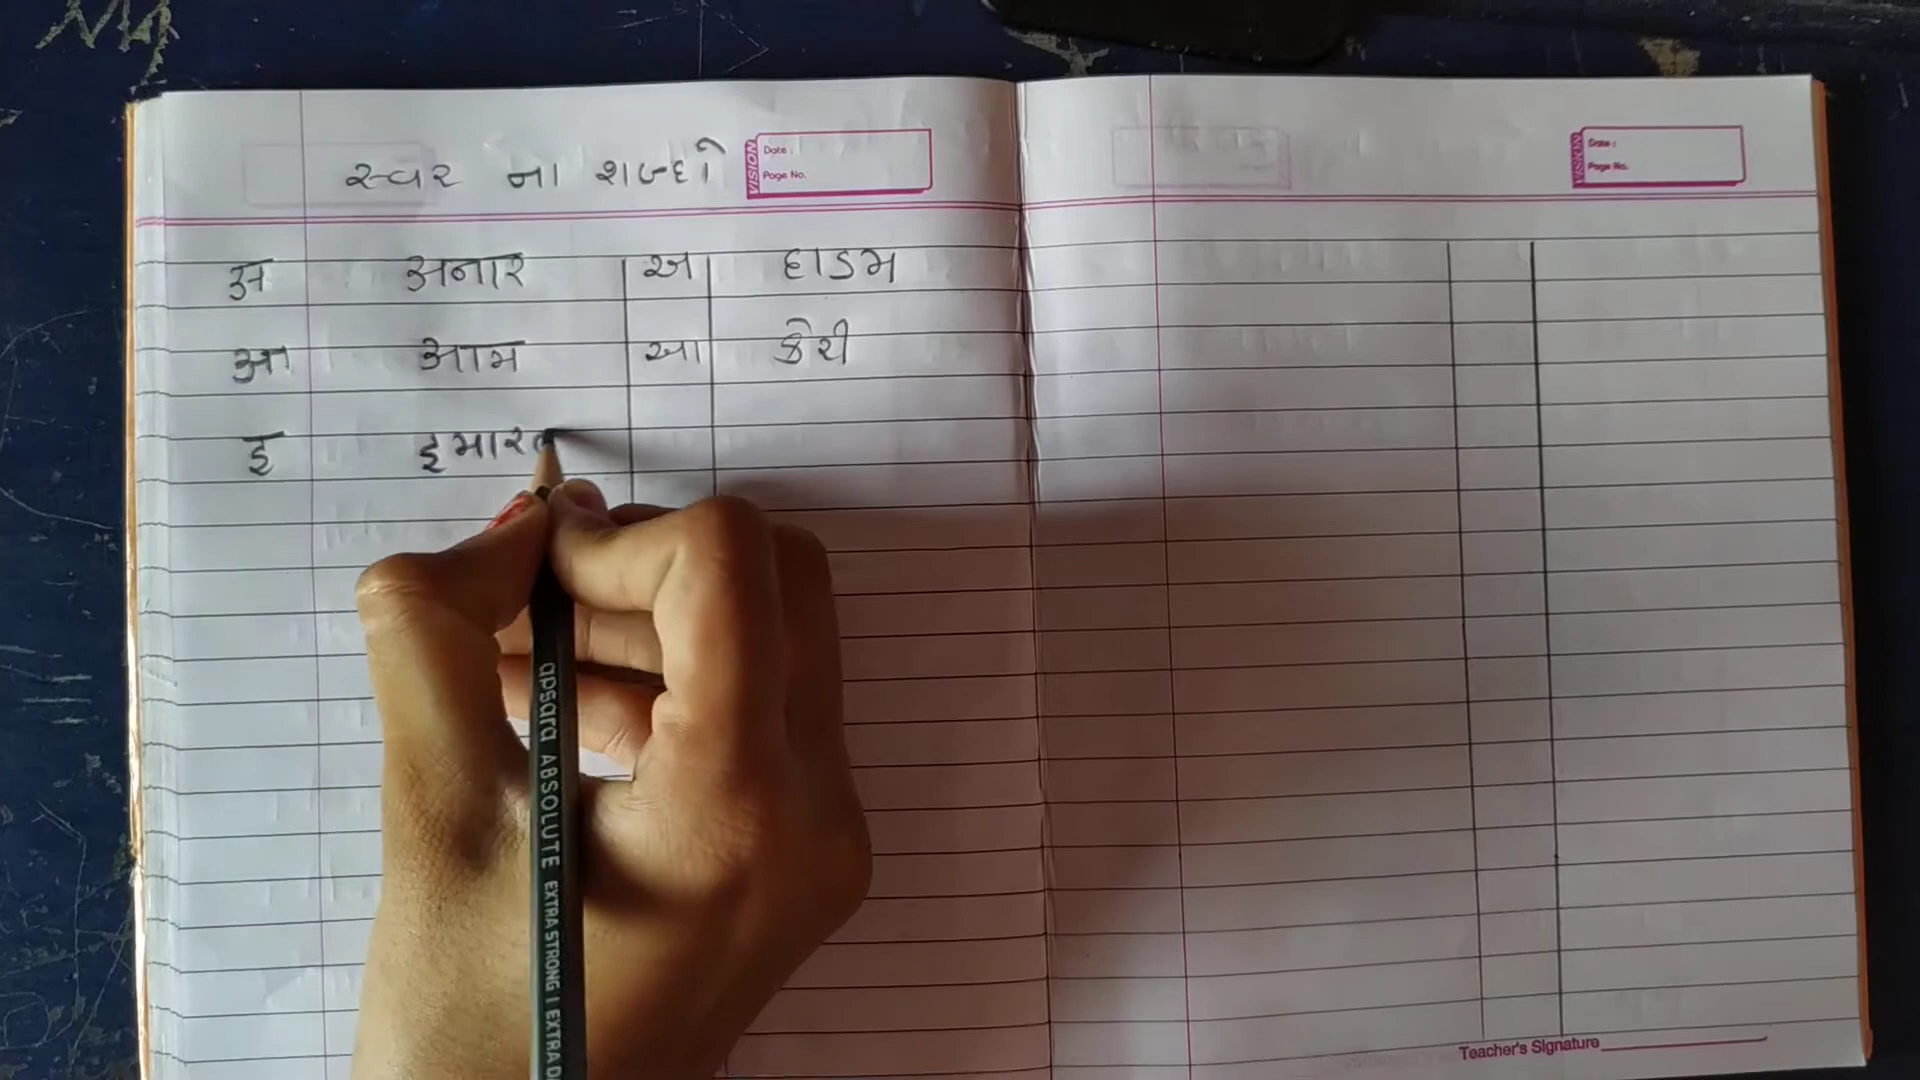 સ્વર ના શબ્દો
VISION Date : Page No.
VISION Date : Page No.
अ अनार અ દાડમ
आ आम આ કેરી
इ इमारत
apsara ABSOLUTE EXTRA STRONG I EXTRA DA
Teacher's Signature